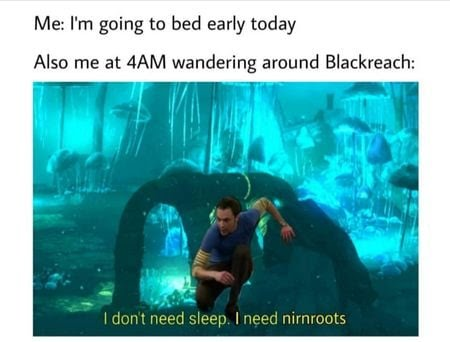 Me: I'm going to bed early today
Also me at 4AM wandering around Blackreach:
I don't need sleep. I need nirnroots